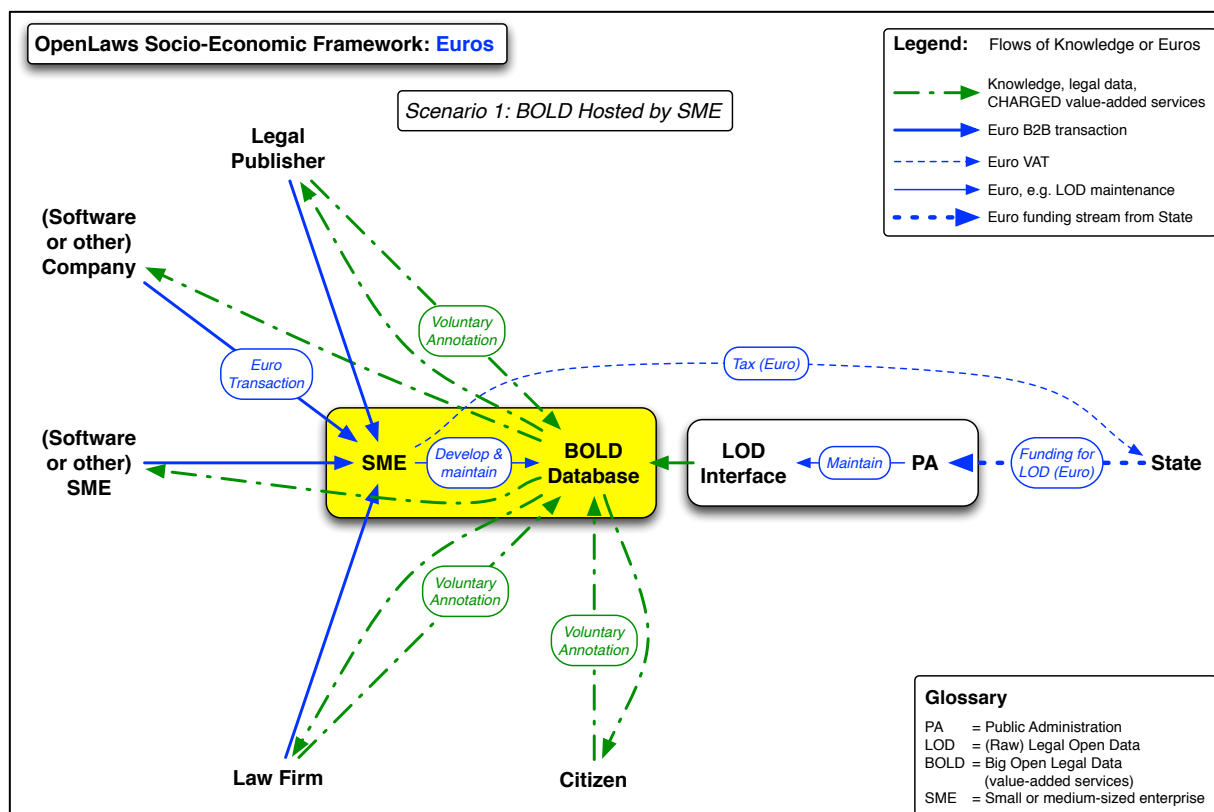 OpenLaws Socio-Economic Framework: Euros
Scenario 1: BOLD Hosted by SME
Legend: Flows of Knowledge or Euros
Knowledge, legal data,
CHARGED value-added services
Euro B2B transaction
Euro VAT
Euro, e.g. LOD maintenance
Euro funding stream from State
Legal
Publisher
(Software
or other)
Company
Voluntary
Annotation
Euro
Transaction
Tax (Euro)
(Software
or other)
SME
SME
Develop &
maintain
BOLD
Database
LOD
Interface
Maintain
PA
Funding for
LOD (Euro)
State
Voluntary
Annotation
Voluntary
Annotation
Law Firm
Citizen
Glossary
PA = Public Administration
LOD = (Raw) Legal Open Data
BOLD = Big Open Legal Data
(value-added services)
SME = Small or medium-sized enterprise